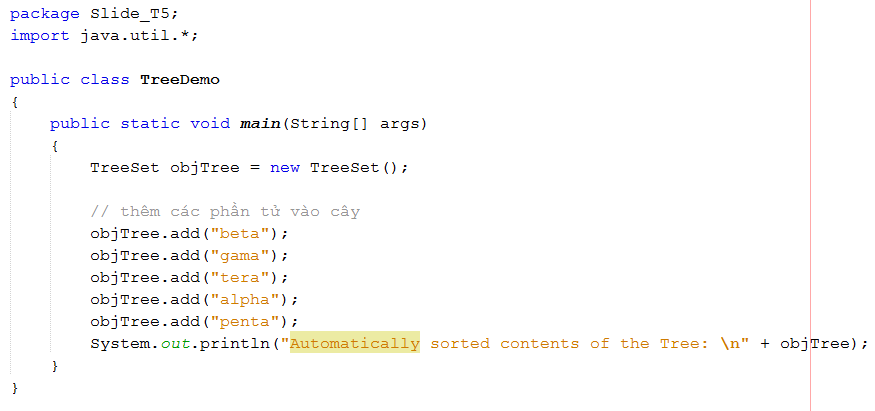 package Slide_T5;
import java.util.*;
public class TreeDemo
{
public static void main(String[] args)
{
TreeSet objTree = new TreeSet();
// thêm các phần tử vào cây
objTree.add("beta");
objTree.add("gama");
objTree.add("tera");
objTree.add("alpha");
objTree.add("penta");
System.out.println("Automatically sorted contents of the Tree: \n" + objTree);
}
}